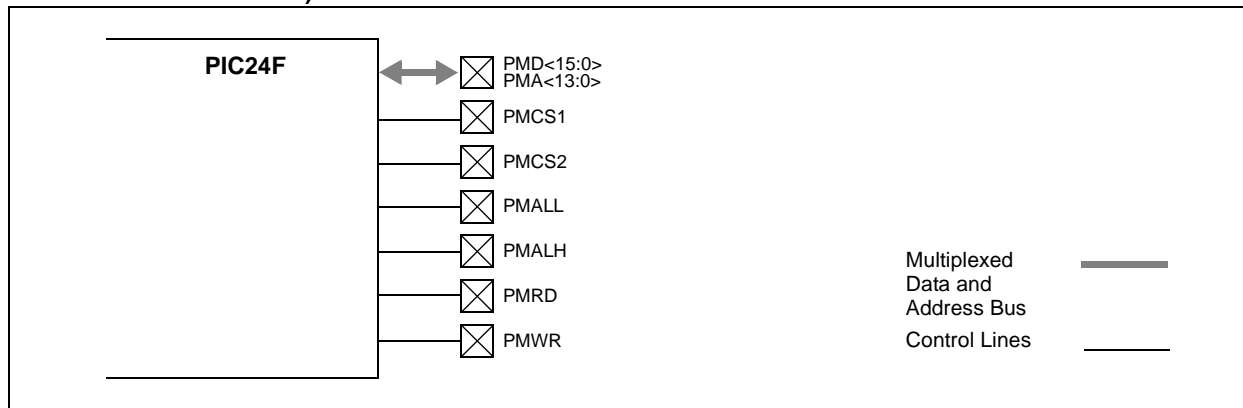 PIC24F
PMD<15:0>
PMA<13:0>
PMCS1
PMCS2
PMALL
PMALH
PMRD
PMWR
Multiplexed
Data and
Address Bus
Control Lines